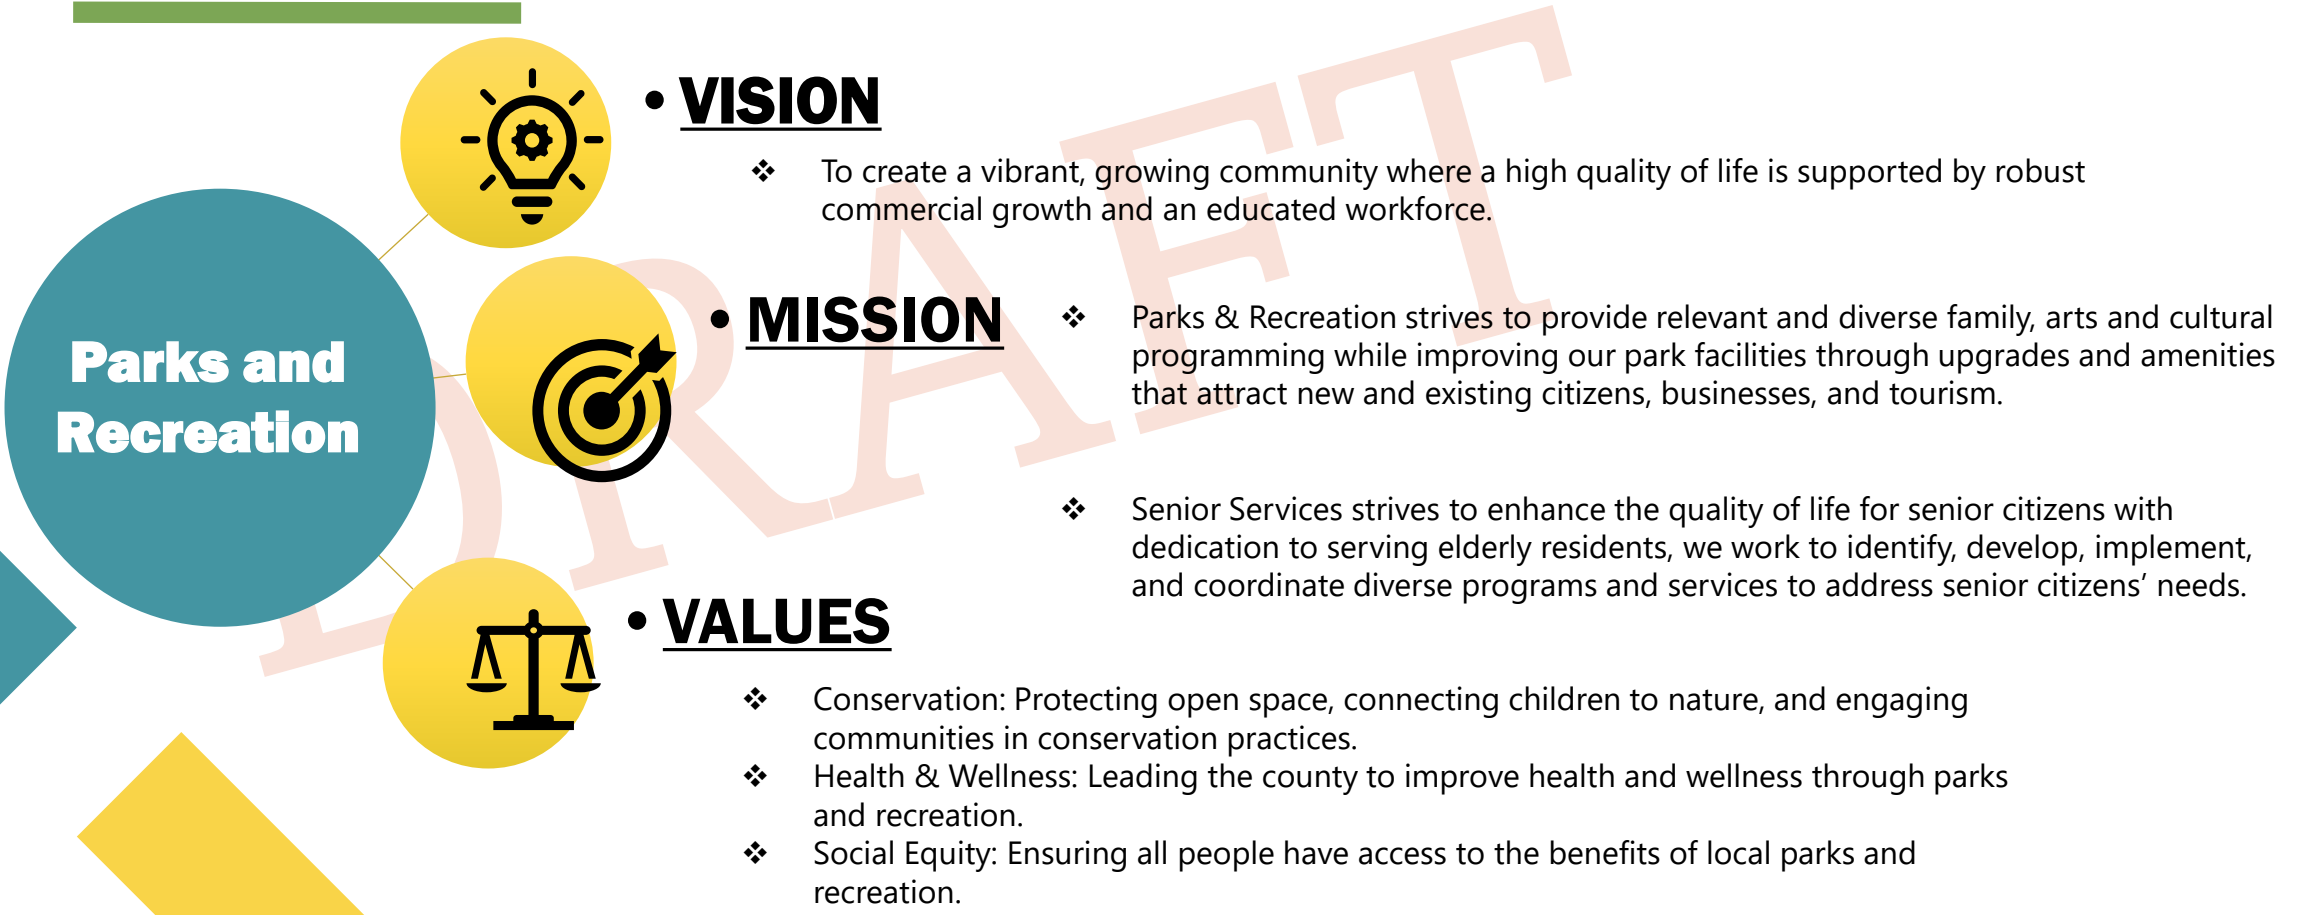 Parks and
Recreation
• VISION
❖ To create a vibrant, growing community where a high quality of life is supported by robust
commercial growth and an educated workforce.
• MISSION
❖ Parks & Recreation strives to provide relevant and diverse family, arts and cultural
programming while improving our park facilities through upgrades and amenities
that attract new and existing citizens, businesses, and tourism.
❖ Senior Services strives to enhance the quality of life for senior citizens with
dedication to serving elderly residents, we work to identify, develop, implement,
and coordinate diverse programs and services to address senior citizens’ needs.
• VALUES
❖ Conservation: Protecting open space, connecting children to nature, and engaging
communities in conservation practices.
❖ Health & Wellness: Leading the county to improve health and wellness through parks
and recreation.
❖ Social Equity: Ensuring all people have access to the benefits of local parks and
recreation.
DRAFT